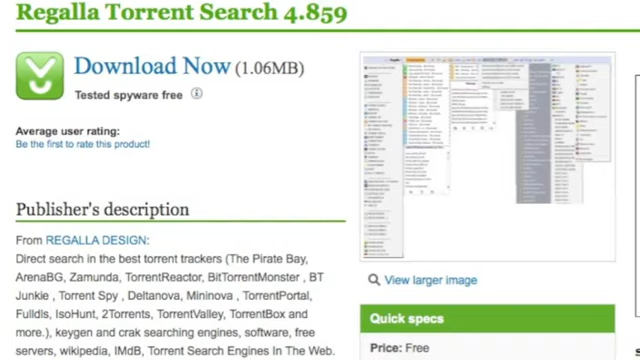 Regalla Torrent Search 4.859
Download Now (1.06MB)
Tested spyware free
Average user rating:
Be the first to rate this product!
Publisher's description
From REGALLA DESIGN:
Direct search in the best torrent trackers (The Pirate Bay,
ArenaBG, Zamunda, TorrentReactor, BitTorrentMonster , BT
Junkie , Torrent Spy , Deltanova, Mininova , TorrentPortal,
Fulldls, IsoHunt, 2Torrents, TorrentValley, TorrentBox and
more.), keygen and crak searching engines, software, free
servers, wikipedia, IMdB, Torrent Search Engines In The Web.
View larger image
Quick specs
Price: Free